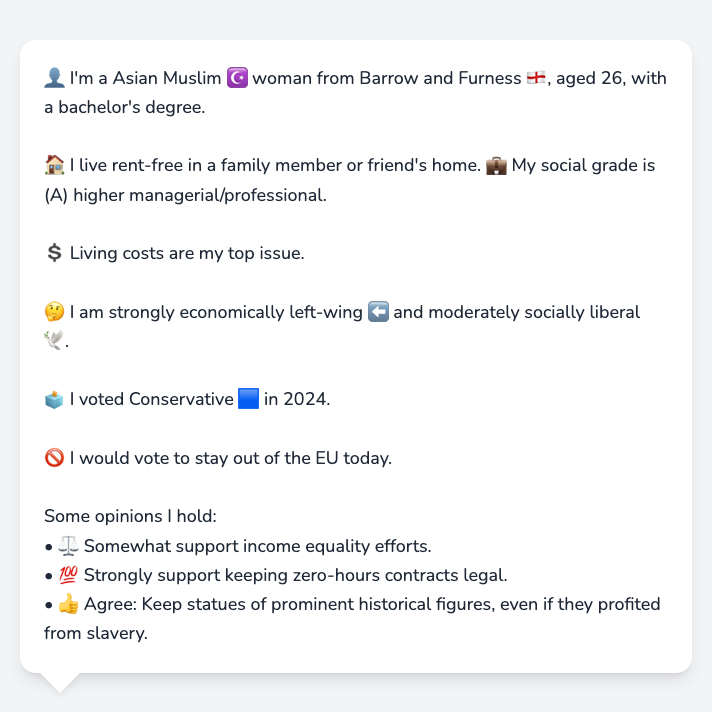 👤 I'm a Asian Muslim ☪️ woman from Barrow and Furness 🏴󠁧󠁢󠁥󠁮󠁧󠁿, aged 26, with
a bachelor's degree.
🏠 I live rent-free in a family member or friend's home. 💼 My social grade is
(A) higher managerial/professional.
💲 Living costs are my top issue.
🤔 I am strongly economically left-wing ⬅️ and moderately socially liberal
🕊️.
🗳️ I voted Conservative 🟦 in 2024.
🚫 I would vote to stay out of the EU today.
Some opinions I hold:
• ⚖️ Somewhat support income equality efforts.
• 💯 Strongly support keeping zero-hours contracts legal.
• 👍 Agree: Keep statues of prominent historical figures, even if they profited
from slavery.